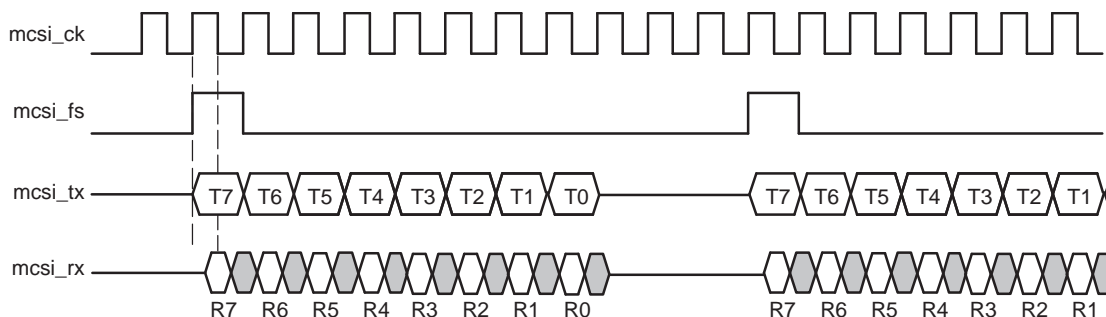 mcsi_ck
mcsi_fs
mcsi_tx T7 T6 T5 T4 T3 T2 T1 T0 T7 T6 T5 T4 T3 T2 T1
mcsi_rx
R7 R6 R5 R4 R3 R2 R1 R0 R7 R6 R5 R4 R3 R2 R1